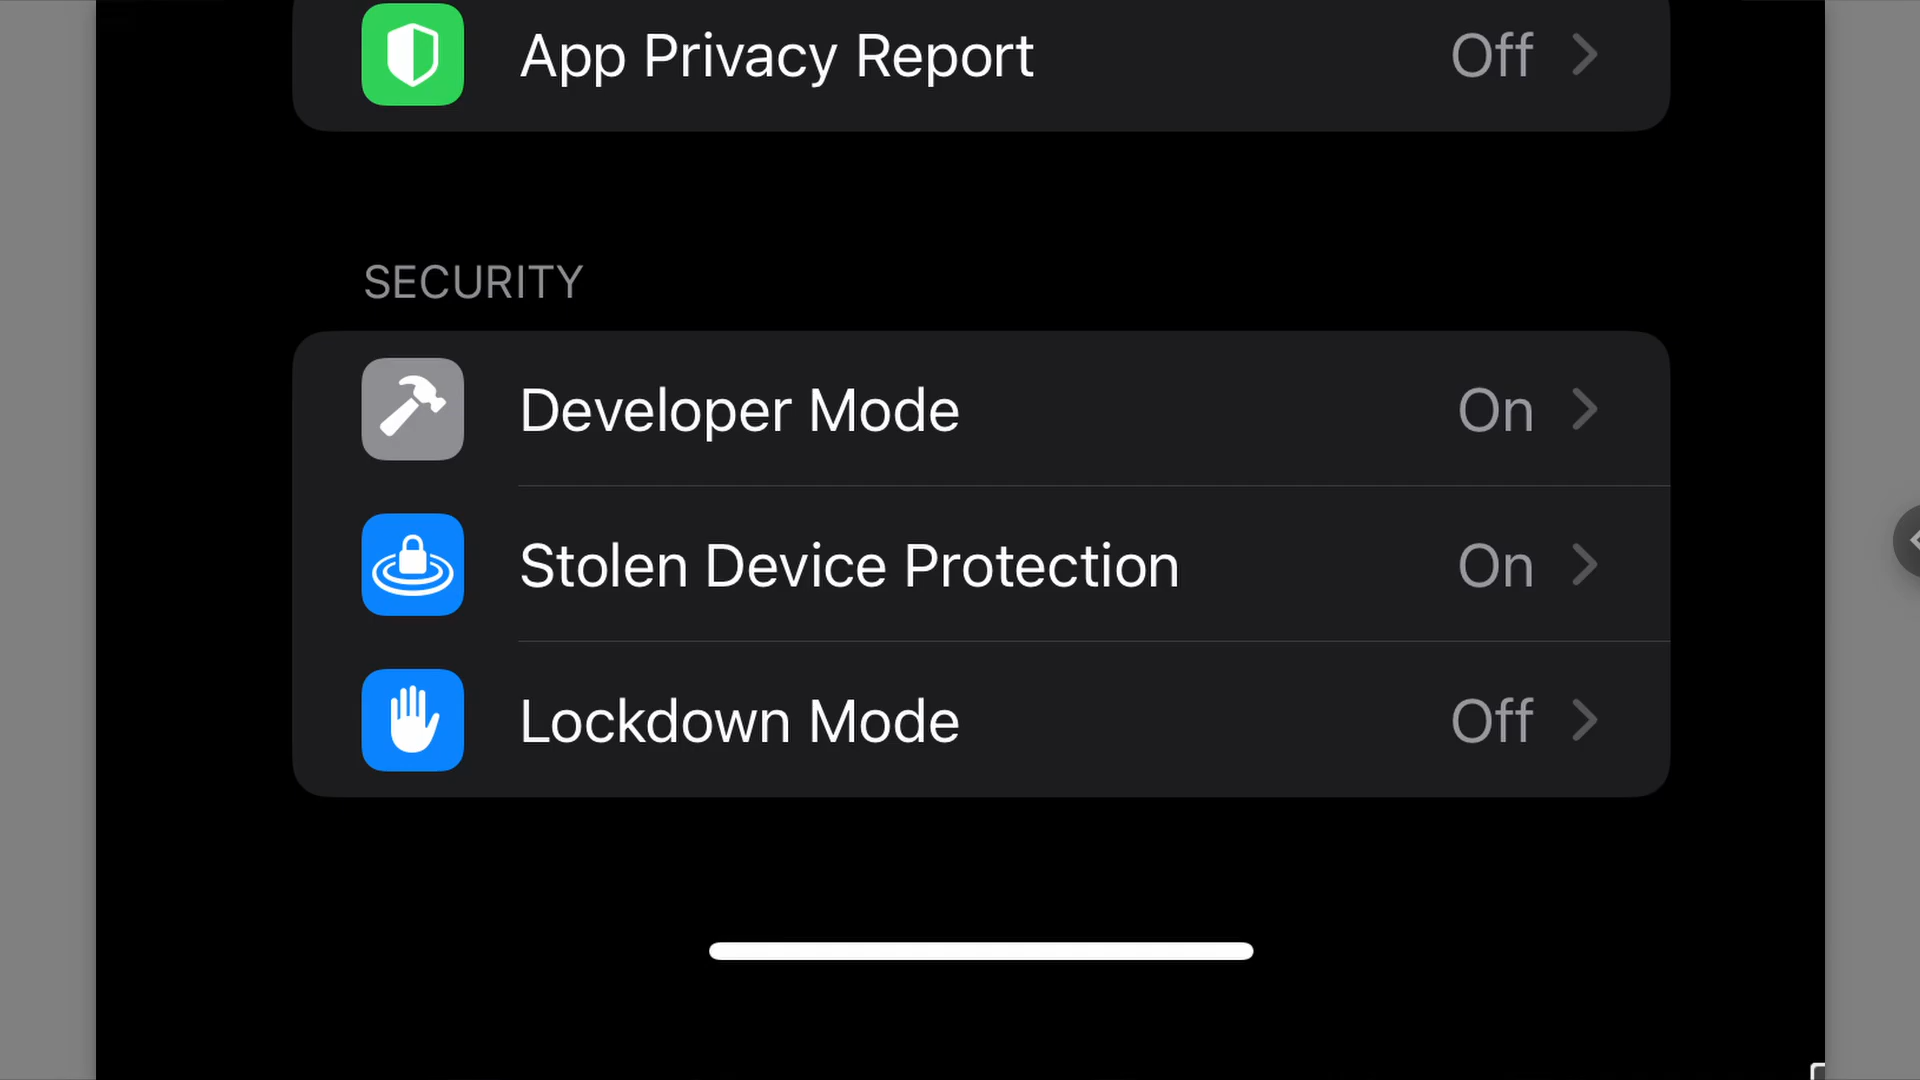 App Privacy Report Off
SECURITY
Developer Mode On
Stolen Device Protection On
Lockdown Mode Off